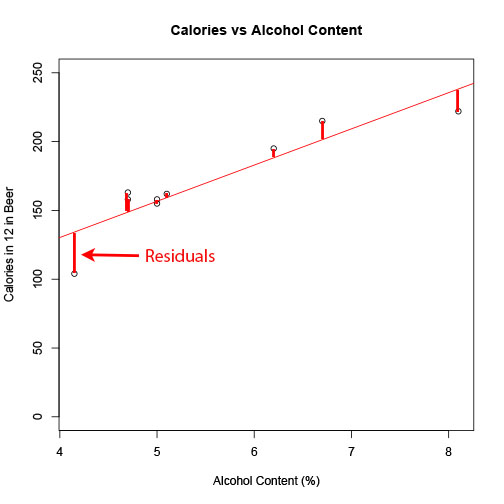 Calories vs Alcohol Content
Calories in 12 in Beer
250
200
150
100
50
0
Residuals
4
5
6
7
8
Alcohol Content (%)